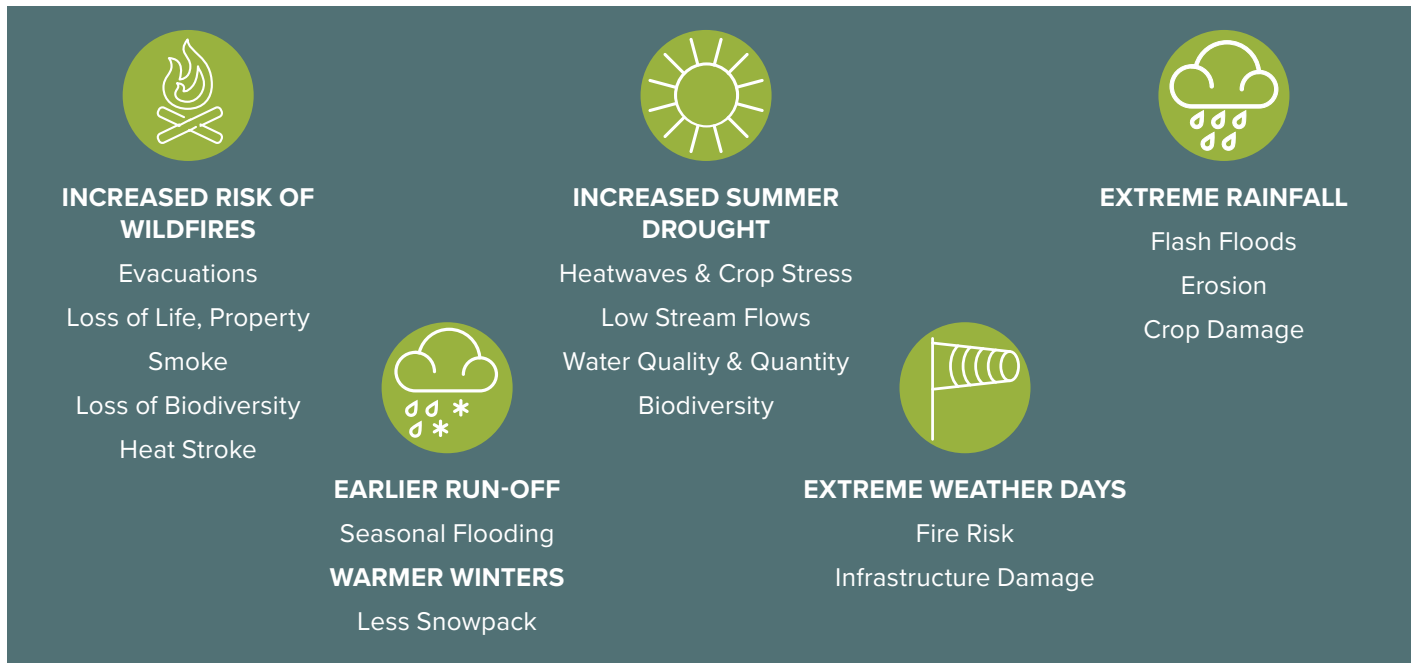 INCREASED RISK OF
WILDFIRES
Evacuations
Loss of Life, Property
Smoke
Loss of Biodiversity
Heat Stroke
EARLIER RUN-OFF
Seasonal Flooding
WARMER WINTERS
Less Snowpack
INCREASED SUMMER
DROUGHT
Heatwaves & Crop Stress
Low Stream Flows
Water Quality & Quantity
Biodiversity
EXTREME WEATHER DAYS
Fire Risk
Infrastructure Damage
EXTREME RAINFALL
Flash Floods
Erosion
Crop Damage